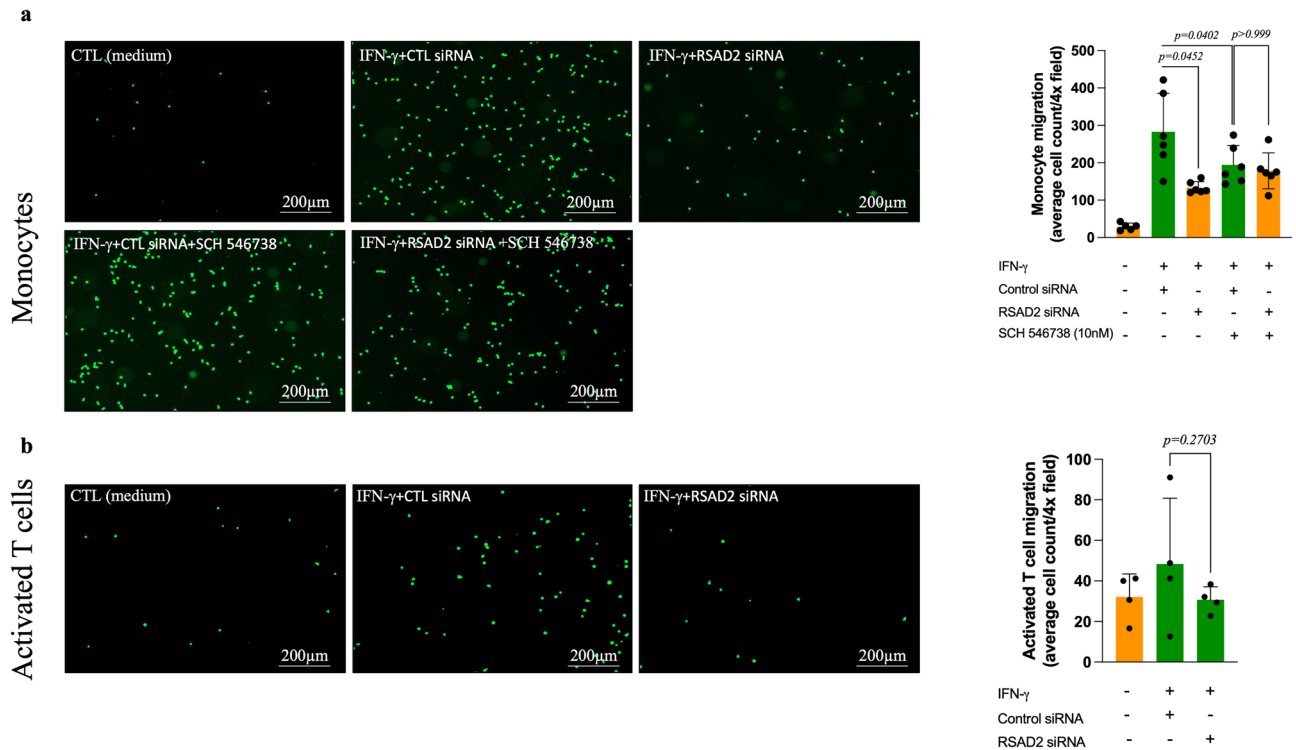 a
Monocytes
CTL (medium)
IFN-γ+CTL siRNA
IFN-γ+RSAD2 siRNA
200µm
200µm
200µm
IFN-γ+CTL siRNA+SCH 546738
IFN-γ+RSAD2 siRNA +SCH 546738
200µm
200µm
p=0.0402
p>0.999
p=0.0452
Monocyte migration
(average cell count/4x field)
500
400
300
200
100
0
IFN-γ - + + + +
Control siRNA - + - + -
RSAD2 siRNA - - + - +
SCH 546738 (10nM) - - - + +
b
Activated T cells
CTL (medium)
IFN-γ+CTL siRNA
IFN-γ+RSAD2 siRNA
200µm
200µm
200µm
p=0.2703
Activated T cell migration
(average cell count/4x field)
100
80
60
40
20
0
IFN-γ - + +
Control siRNA - + -
RSAD2 siRNA - - +